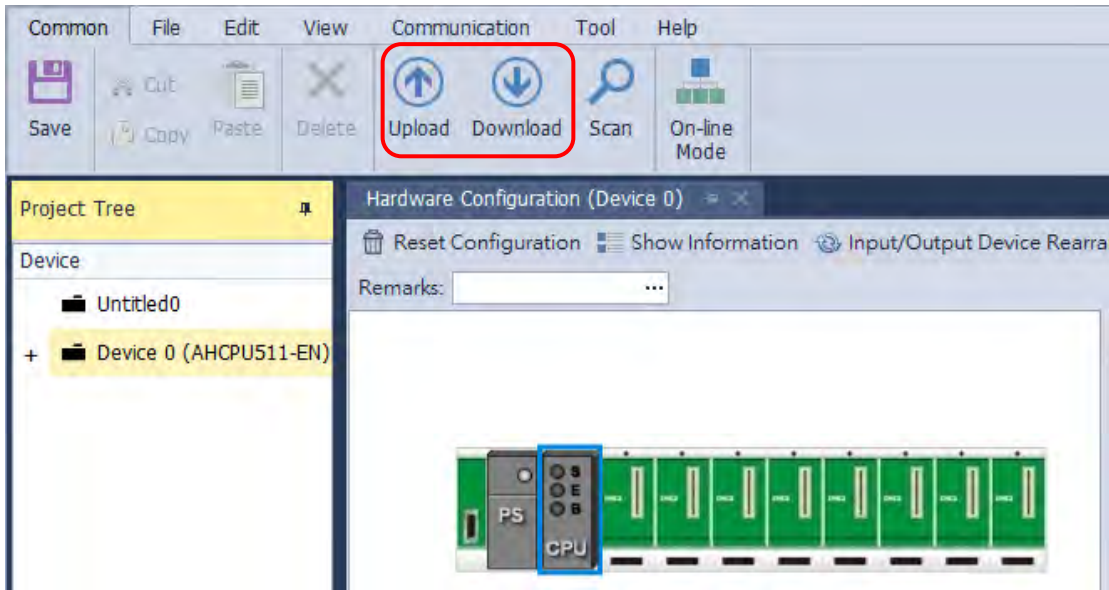 Common File Edit View Communication Tool Help
Save Cut Copy Paste Delete Upload Download Scan On-line
Mode
Project Tree
Hardware Configuration (Device 0)
Reset Configuration Show Information Input/Output Device Rearra
Device
Remarks: ...
Untitled0
+ Device 0 (AHCPU511-EN)
PS
S
E
B
CPU